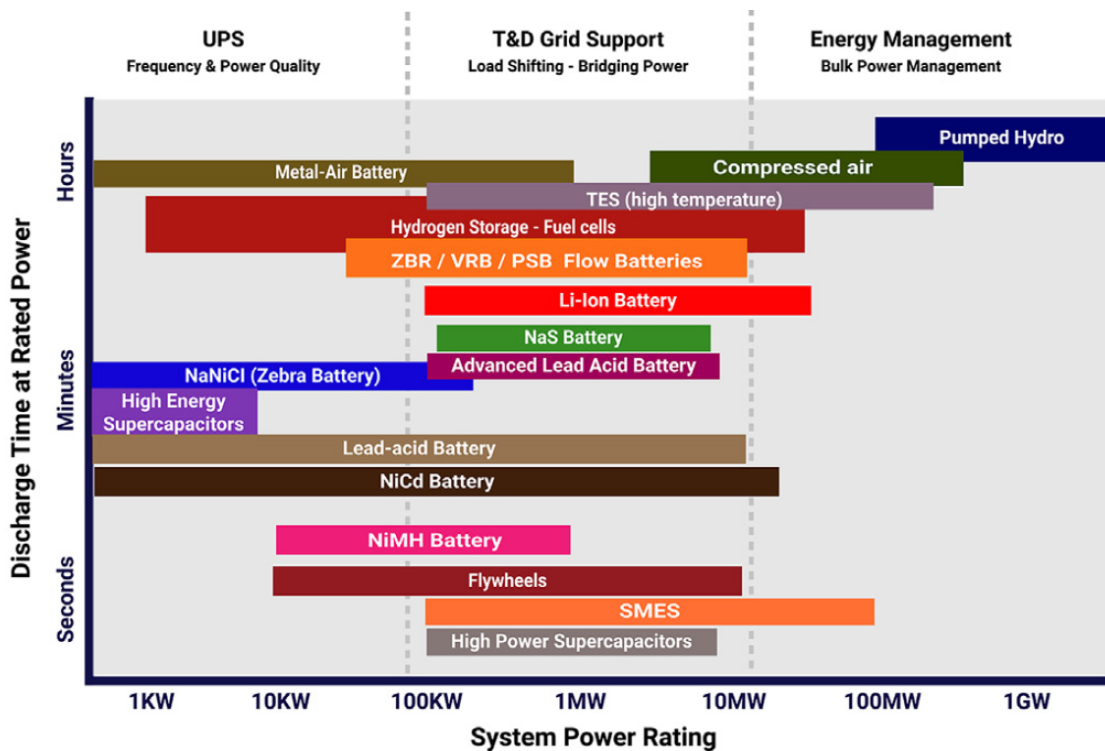 UPS
Frequency & Power Quality
T&D Grid Support
Load Shifting - Bridging Power
Energy Management
Bulk Power Management
Discharge Time at Rated Power
Hours
Minutes
Seconds
Pumped Hydro
Compressed air
Metal-Air Battery
TES (high temperature)
Hydrogen Storage - Fuel cells
ZBR / VRB / PSB Flow Batteries
Li-Ion Battery
NaS Battery
Advanced Lead Acid Battery
NaNiCl (Zebra Battery)
High Energy
Supercapacitors
Lead-acid Battery
NiCd Battery
NiMH Battery
Flywheels
SMES
High Power Supercapacitors
1KW
10KW
100KW
1MW
10MW
100MW
1GW
System Power Rating